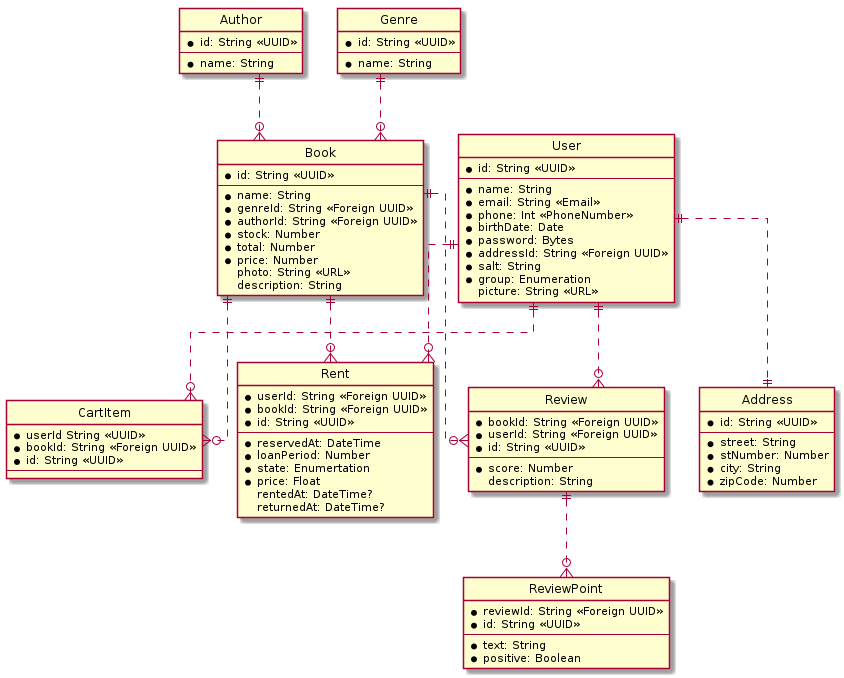 Author
id: String «UUID»
name: String
Genre
id: String «UUID»
name: String
Book
id: String «UUID»
name: String
genreId: String «Foreign UUID»
authorId: String «Foreign UUID»
stock: Number
total: Number
price: Number
photo: String «URL»
description: String
User
id: String «UUID»
name: String
email: String «Email»
phone: Int «PhoneNumber»
birthDate: Date
password: Bytes
addressId: String «Foreign UUID»
salt: String
group: Enumeration
picture: String «URL»
CartItem
userId String «UUID»
bookId: String «Foreign UUID»
id: String «UUID»
Rent
userId: String «Foreign UUID»
bookId: String «Foreign UUID»
id: String «UUID»
reservedAt: DateTime
loanPeriod: Number
state: Enumertation
price: Float
rentedAt: DateTime?
returnedAt: DateTime?
Review
bookId: String «Foreign UUID»
userId: String «Foreign UUID»
id: String «UUID»
score: Number
description: String
Address
id: String «UUID»
street: String
stNumber: Number
city: String
zipCode: Number
ReviewPoint
reviewId: String «Foreign UUID»
id: String «UUID»
text: String
positive: Boolean